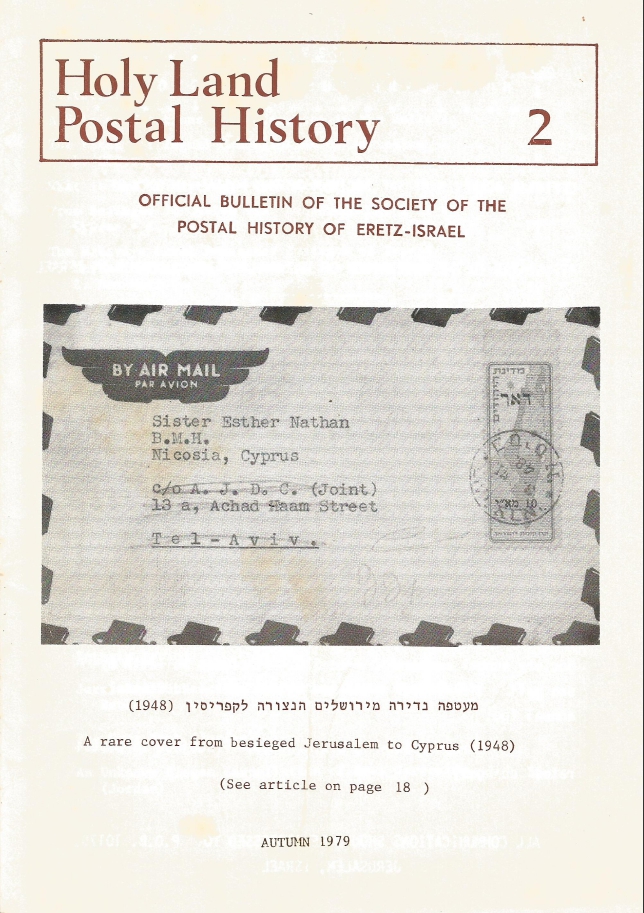 Holy Land
Postal History 2
OFFICIAL BULLETIN OF THE SOCIETY OF THE
POSTAL HISTORY OF ERETZ-ISRAEL
BY AIR MAIL
PAR AVION
Sister Esther Nathan
B.M.H.
Nicosia, Cyprus
c/o A. J. D. C. (Joint)
13 a, Achad Haam Street
Tel-Aviv.
מדינת
היהודים
דאר
10 מא"י
מעטפה נדירה מירושלים הנצורה לקפריסין (1948)
A rare cover from besieged Jerusalem to Cyprus (1948)
(See article on page 18 )
AUTUMN 1979